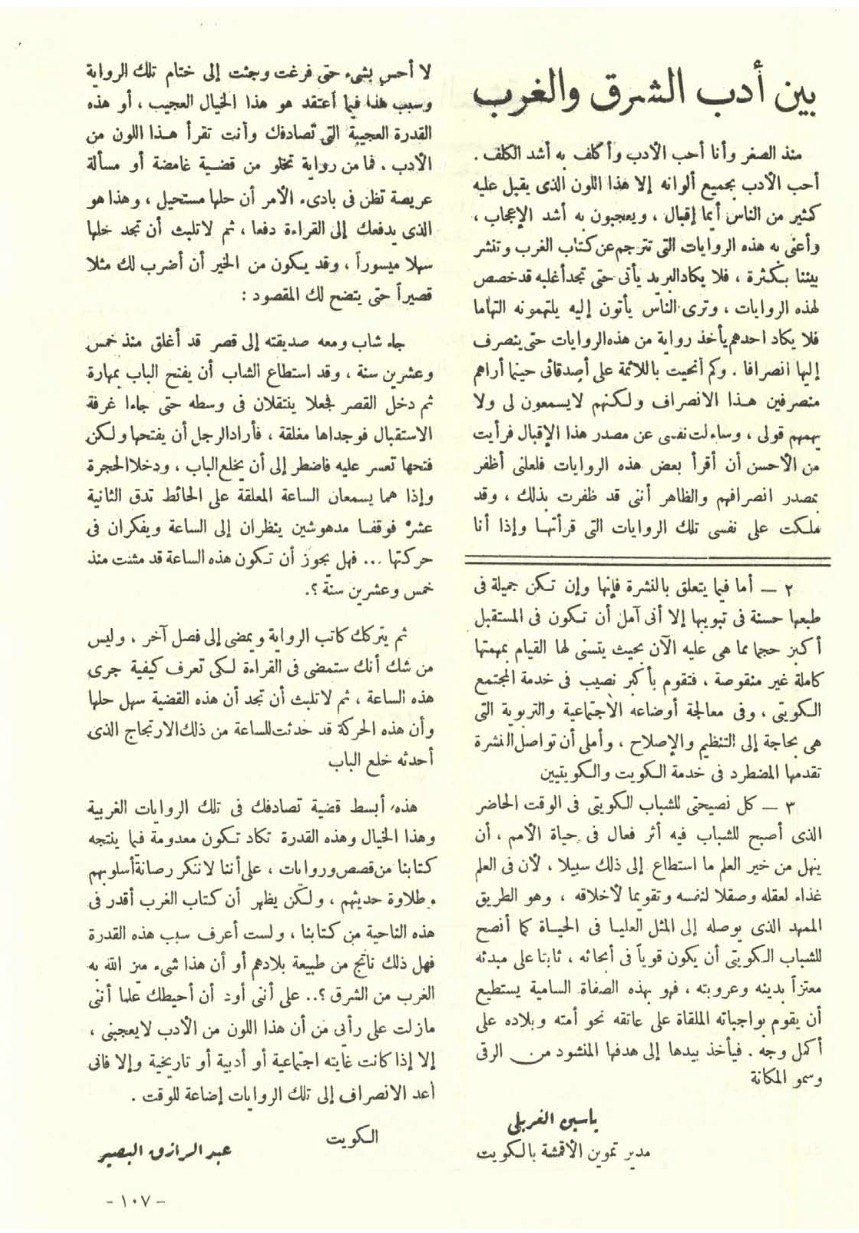 بين أدب الشرق والغرب
منذ الصغر وأنا أحب الأدب وأكلف به أشد الكلف .
أحب الأدب بجميع ألوانه إلا هذا اللون الذى يقبل عليه
كثير من الناس أيما إقبال ، ويعجبون به أشد الإعجاب ،
وأعنى به هذه الروايات التى تترجم عن كتاب الغرب وتنشر
بيننا بكثرة ، فلا يكاد البريد يأتى حتى تجد أغلبه قد خصص
لهذه الروايات ، وترى الناس يأتون إليه يلتهمونه التهاما
فلا يكاد احدهم يأخذ رواية من هذه الروايات حتى ينصرف
إليها انصرافا . وكم أنحيت باللائمة على أصدقائى حينما أراهم
منصرفين هذا الانصراف ولكنهم لايسمعون لى ولا
يهمهم قولى ، وساءلت نفسى عن مصدر هذا الإقبال فرأيت
من الأحسن أن أقرأ بعض هذه الروايات فلعلنى أظفر
بمصدر انصرافهم والظاهر أننى قد ظفرت بذلك ، وقد
ملكت على نفسى تلك الروايات التى قرأتها وإذا أنا
لا أحس بشىء حتى فرغت وجئت إلى ختام تلك الرواية
وسبب هذا فيما أعتقد هو هذا الخيال العجيب ، أو هذه
القدرة العجيبة التى تصادفك وأنت تقرأ هذا اللون من
الأدب . فما من رواية تخلو من قضية غامضة أو مسألة
عريصة تظن فى بادىء الأمر أن حلها مستحيل ، وهذا هو
الذى يدفعك إلى القراءة دفعا ، ثم لاتلبث أن تجد حلها
سهلا ميسوراً ، وقد يكون من الخير أن أضرب لك مثلا
قصيراً حتى يتضح لك المقصود :
جاء شاب ومعه صديقته إلى قصر قد أغلق منذ خمس
وعشرين سنة ، وقد استطاع الشاب أن يفتح الباب بمهارة
ثم دخل القصر فجعلا ينتقلان فى وسطه حتى جاءا غرفة
الاستقبال فوجداها مغلقة ، فأراد الرجل أن يفتحها ولكن
فتحها تعسر عليه فاضطر إلى أن يخلع الباب ، ودخلا الحجرة
وإذا هما يسمعان الساعة المعلقة على الحائط تدق الثانية
عشر فوقفا مدهوشين ينظران إلى الساعة ويفكران فى
حركتها ... فهل يجوز أن تكون هذه الساعة قد مشت منذ
خمس وعشرين سنة ؟.
ثم يتركك كاتب الرواية ويمضى إلى فصل آخر ، وليس
من شك أنك ستمضى فى القراءة لكى تعرف كيفية جرى
هذه الساعة ، ثم لاتلبث أن تجد أن هذه القضية سهل حلها
وأن هذه الحركة قد حدثت للساعة من ذلك الارتجاج الذى
أحدثه خلع الباب
هذه أبسط قضية تصادفك فى تلك الروايات الغربية
وهذا الخيال وهذه القدرة تكاد تكون معدومة فيما ينتجه
كتابنا من قصص وروايات ، على أننا لاننكر رصانة أسلوبهم
وطلاوة حديثهم ، ولكن يظهر أن كتاب الغرب أقدر فى
هذه الناحية من كتابنا ، ولست أعرف سبب هذه القدرة
فهل ذلك ناتج من طبيعة بلادهم أو أن هذا شىء ميز الله به
الغرب من الشرق ؟.. على أننى أود أن أحيطك علما أننى
مازلت على رأيى من أن هذا اللون من الأدب لايعجبنى ،
إلا إذا كانت غايته اجتماعية أو أدبية أو تاريخية وإلا فانى
أعد الانصراف إلى تلك الروايات إضاعة للوقت .
الكويت
عبد الرازق البصير
٢ — أما فيما يتعلق بالنشرة فإنها وإن تكن جميلة فى
طبعها حسنة فى تبويبها إلا أنى آمل أن تكون فى المستقبل
أكبر حجما مما هى عليه الآن بحيث يتسنى لها القيام بمهمتها
كاملة غير منقوصة ، فتقوم بأكبر نصيب فى خدمة المجتمع
الكويتى ، وفى معالجة أوضاعه الاجتماعية والتربوية التى
هى بحاجة إلى التنظيم والإصلاح ، وأملى أن تواصل النشرة
تقدمها المضطرد فى خدمة الكويت والكويتيين
٣ — كل نصيحتى للشباب الكويتى فى الوقت الحاضر
الذى أصبح للشباب فيه أثر فعال فى حياة الأمم ، أن
ينهل من خير العلم ما استطاع إلى ذلك سبيلا ، لأن فى العلم
غذاء لعقله وصقلا لنفسه وتقويما لأخلاقه ، وهو الطريق
الممهد الذى يوصله إلى المثل العليا فى الحياة كما أنصح
للشباب الكويتى أن يكون قوياً فى أبحاثه ، ثابتا على مبدئه
معتزاً بدينه وعروبته ، فهو بهذه الصفاة السامية يستطيع
أن يقوم بواجباته الملقاة على عاتقه نحو أمته وبلاده على
أكمل وجه . فيأخذ بيدها إلى هدفها المنشود من الرقى
وسمو المكانة
ياسين الغربللى
مدير تموين الأقمشة بالكويت
- ١٠٧ -